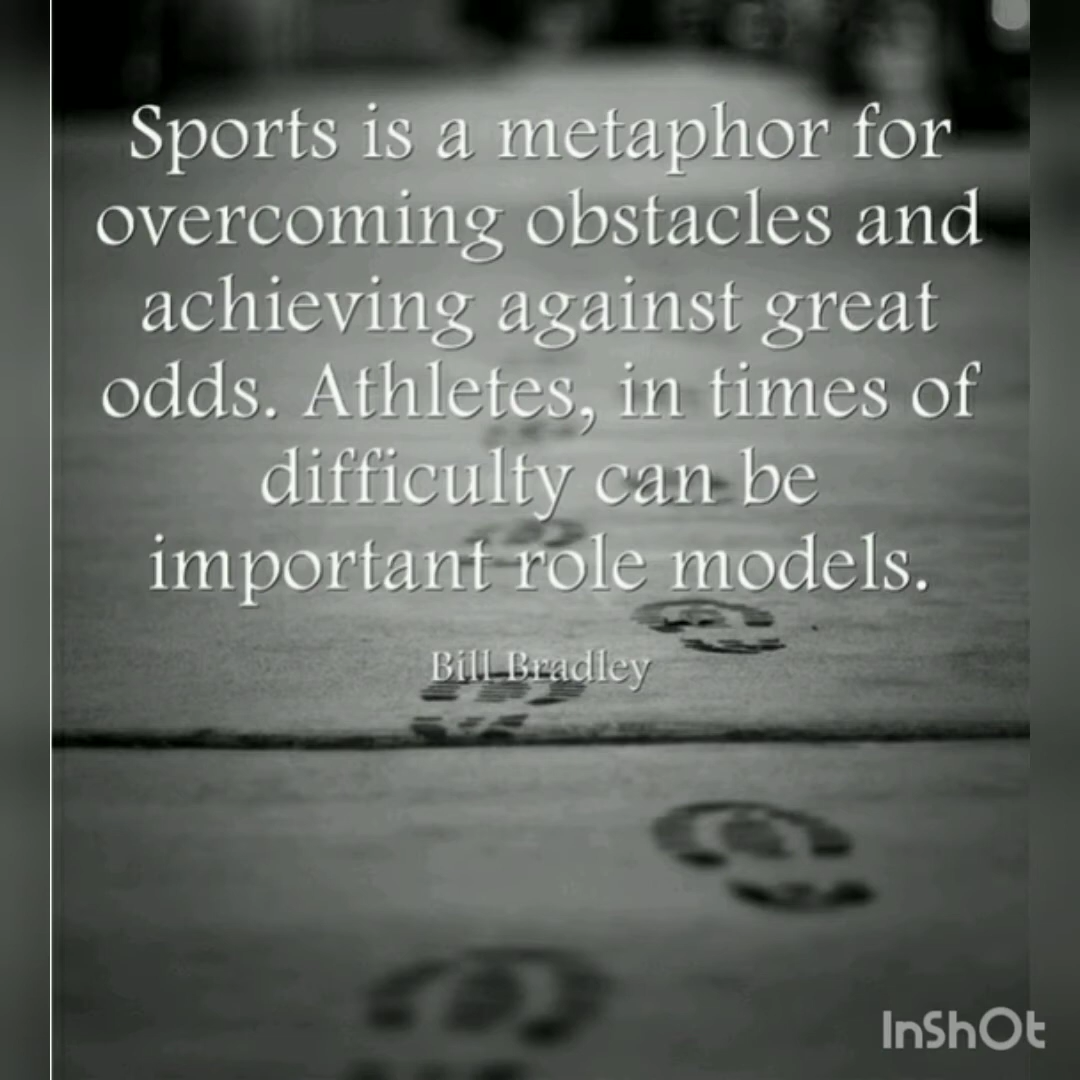 Sports is a metaphor for
overcoming obstacles and
achieving against great
odds. Athletes, in times of
difficulty can be
important role models.
Bill Bradley
InShOt